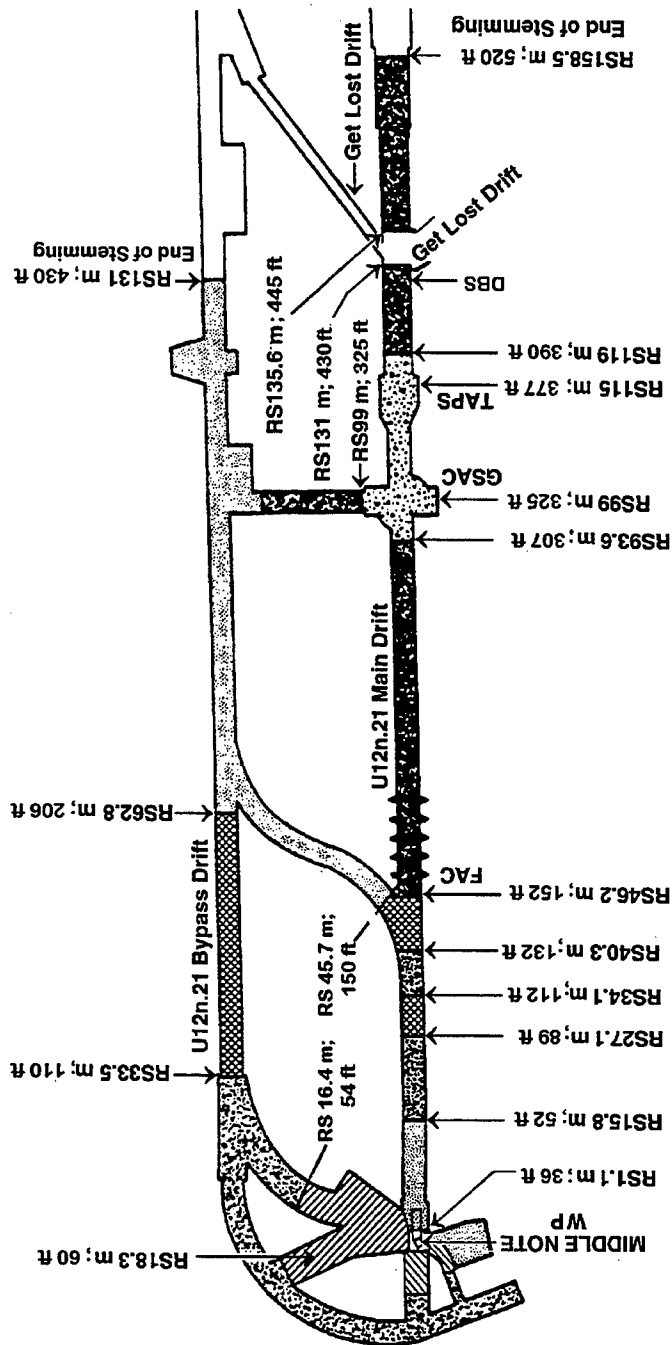 RS158.5 m; 520 ft
End of Stemming
Get Lost Drift
Get Lost Drift
RS131 m; 430 ft
End of Stemming
RS135.6 m; 445 ft
RS131 m; 430 ft.
RS99 m; 325 ft
DBS
RS119 m; 390 ft
RS115 m; 377 ft
TAPS
RS99 m; 325 ft
GSAC
RS93.6 m; 307 ft
U12n.21 Main Drift
RS62.8 m; 206 ft
U12n.21 Bypass Drift
FAC
RS46.2 m; 152 ft
RS 45.7 m;
150 ft
RS40.3 m; 132 ft
RS34.1 m; 112 ft
RS27.1 m; 89 ft
RS33.5 m; 110 ft
RS 16.4 m;
54 ft
RS15.8 m; 52 ft
RS1.1 m; 36 ft
RS18.3 m; 60 ft
MIDDLE NOTE
WP